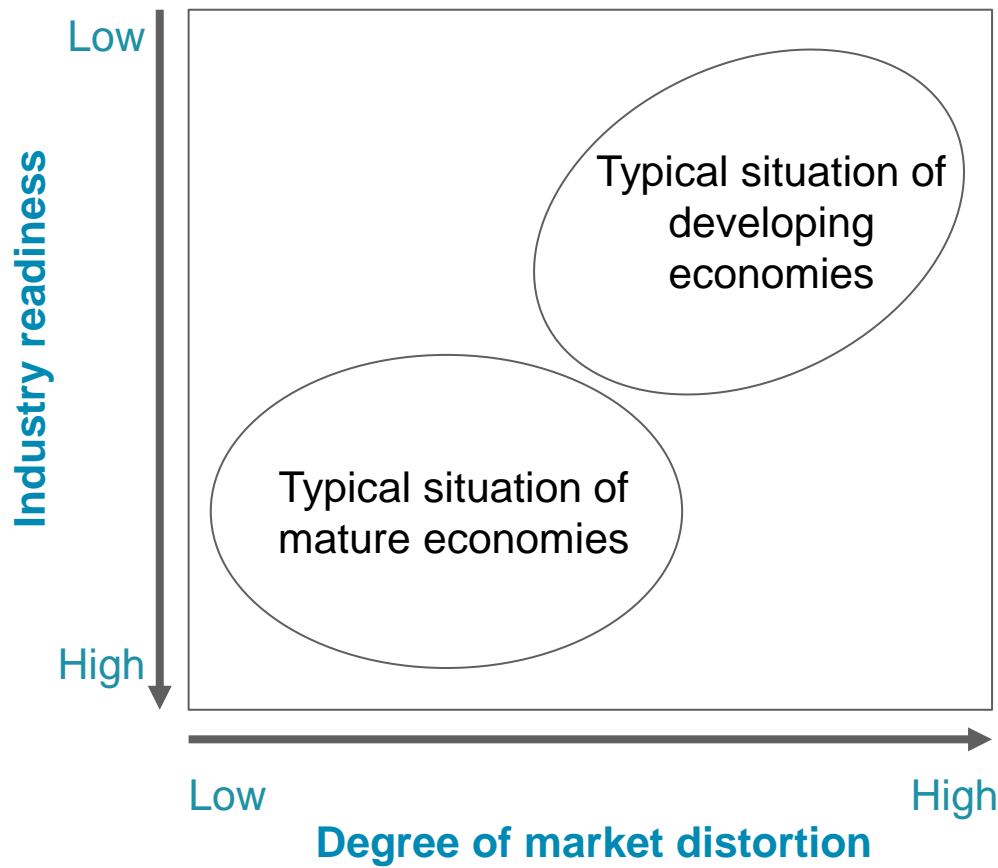 Low
Industry readiness
High
Typical situation of
developing
economies
Typical situation of
mature economies
Low
High
Degree of market distortion